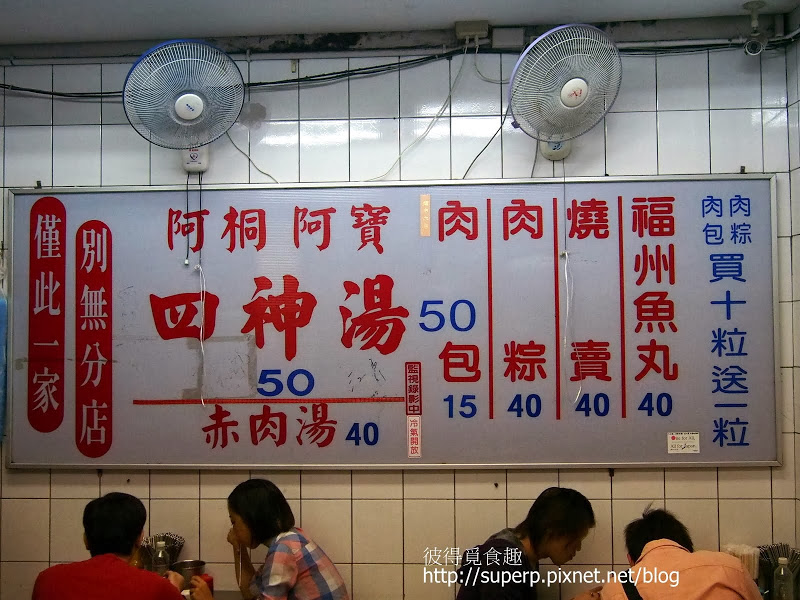 僅此一家
別無分店
阿桐阿寶
四神湯 50
50
赤肉湯 40
監視錄影中
冷氣開放
肉包 15
肉粽 40
燒賣 40
福州魚丸 40
肉包 肉粽
買十粒送一粒
彼得覓食趣
http://superp.pixnet.net/blog